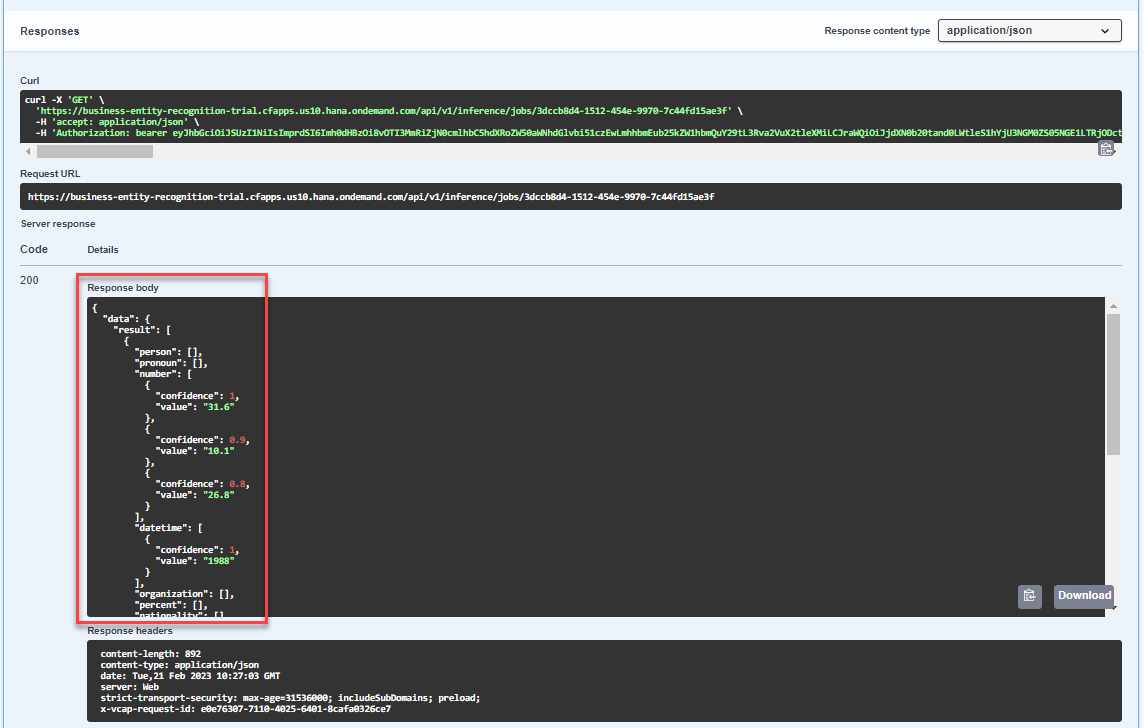 Responses
Response content type application/json
Curl
curl -X 'GET' \
'https://business-entity-recognition-trial.cfapps.us10.hana.ondemand.com/api/v1/inference/jobs/3dccb8d4-1512-454e-9970-7c44fd15ae3f' \
-H 'accept: application/json' \
-H 'Authorization: bearer
Request URL
https://business-entity-recognition-trial.cfapps.us10.hana.ondemand.com/api/v1/inference/jobs/3dccb8d4-1512-454e-9970-7c44fd15ae3f
Server response
Code Details
200
Response body
{
"data": {
"result": [
{
"person": [],
"pronoun": [],
"number": [
{
"confidence": 1,
"value": "31.6"
},
{
"confidence": 0.9,
"value": "10.1"
},
{
"confidence": 0.8,
"value": "26.8"
}
],
"datetime": [
{
"confidence": 1,
"value": "1988"
}
],
"organization": [],
"percent": [],
"nationality": [],
Download
Response headers
content-length: 892
content-type: application/json
date: Tue,21 Feb 2023 10:27:03 GMT
server: Web
strict-transport-security: max-age=31536000; includeSubDomains; preload;
x-vcap-request-id: e0e76307-7110-4025-6401-8cafa0326ce7